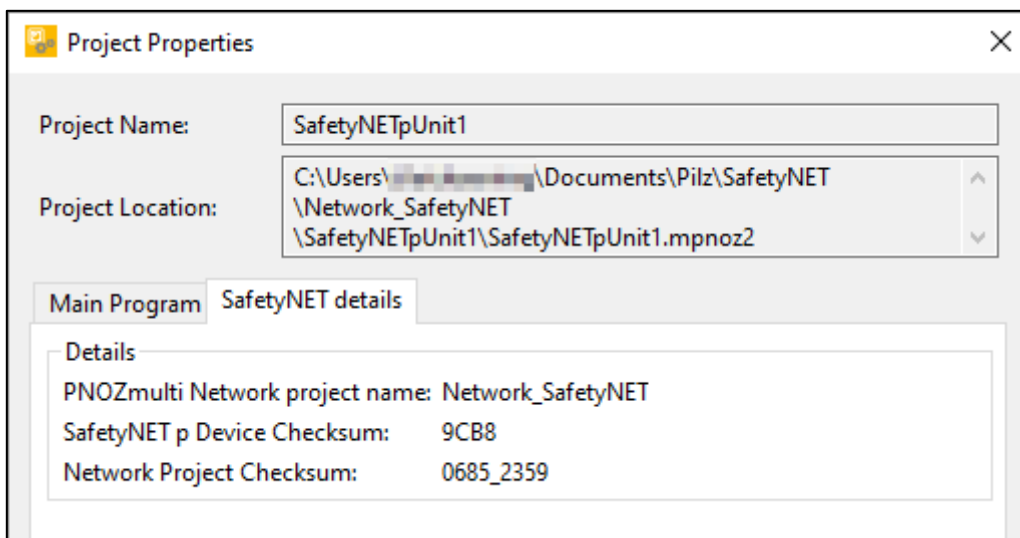 Project Properties
Project Name:
SafetyNETpUnit1
Project Location:
C:\Users\ \Documents\Pilz\SafetyNET
\Network_SafetyNET
\SafetyNETpUnit1\SafetyNETpUnit1.mpnoz2
Main Program
SafetyNET details
Details
PNOZmulti Network project name: Network_SafetyNET
SafetyNET p Device Checksum: 9CB8
Network Project Checksum: 0685_2359